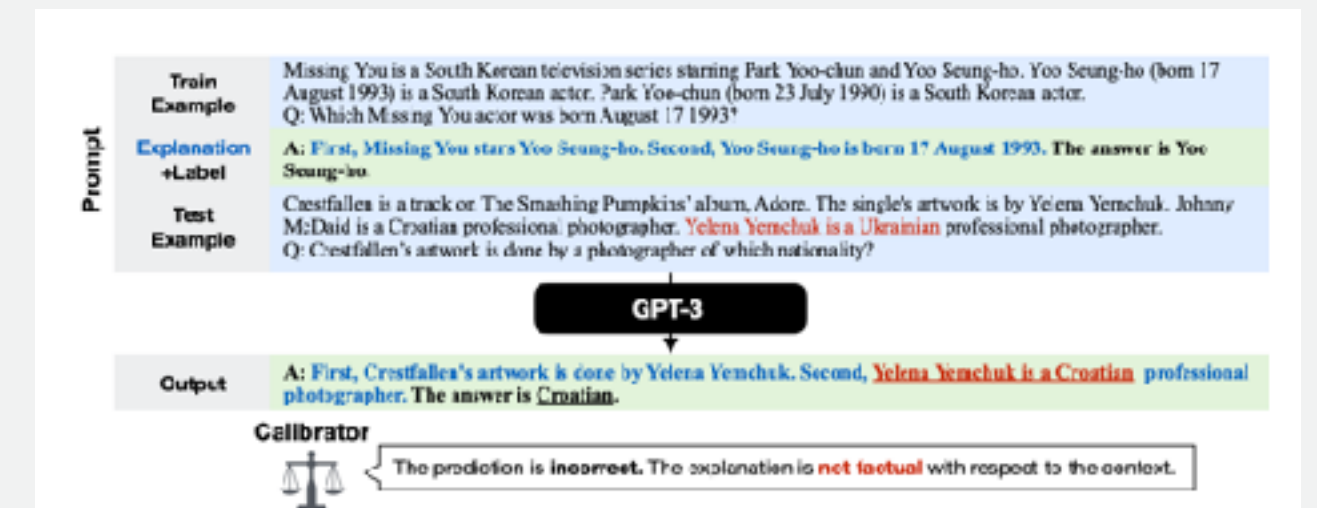 Prompt
Train
Example
Missing You is a South Korean television series starring Park Yoo-chun and Yoo Seung-ho. Yoo Seung-ho (born 17
August 1993) is a South Korean actor. Park Yoo-chun (born 23 July 1990) is a South Korean actor.
Q: Which Missing You actor was born August 17 1993?
Explanation
+Label
A: First, Missing You stars Yoo Seung-ho. Second, Yoo Seung-ho is born 17 August 1993. The answer is Yoo
Seung-ho.
Test
Example
Crestfallen is a track on The Smashing Pumpkins' album, Adore. The single's artwork is by Yelena Yemchuk. Johnny
McDaid is a Croatian professional photographer. Yelena Yemchuk is a Ukrainian professional photographer.
Q: Crestfallen's artwork is done by a photographer of which nationality?
GPT-3
Output
A: First, Crestfallen's artwork is done by Yelena Yemchuk. Second, Yelena Yemchuk is a Croatian professional
photographer. The answer is Croatian.
Calibrator
The prediction is incorrect. The explanation is not factual with respect to the context.